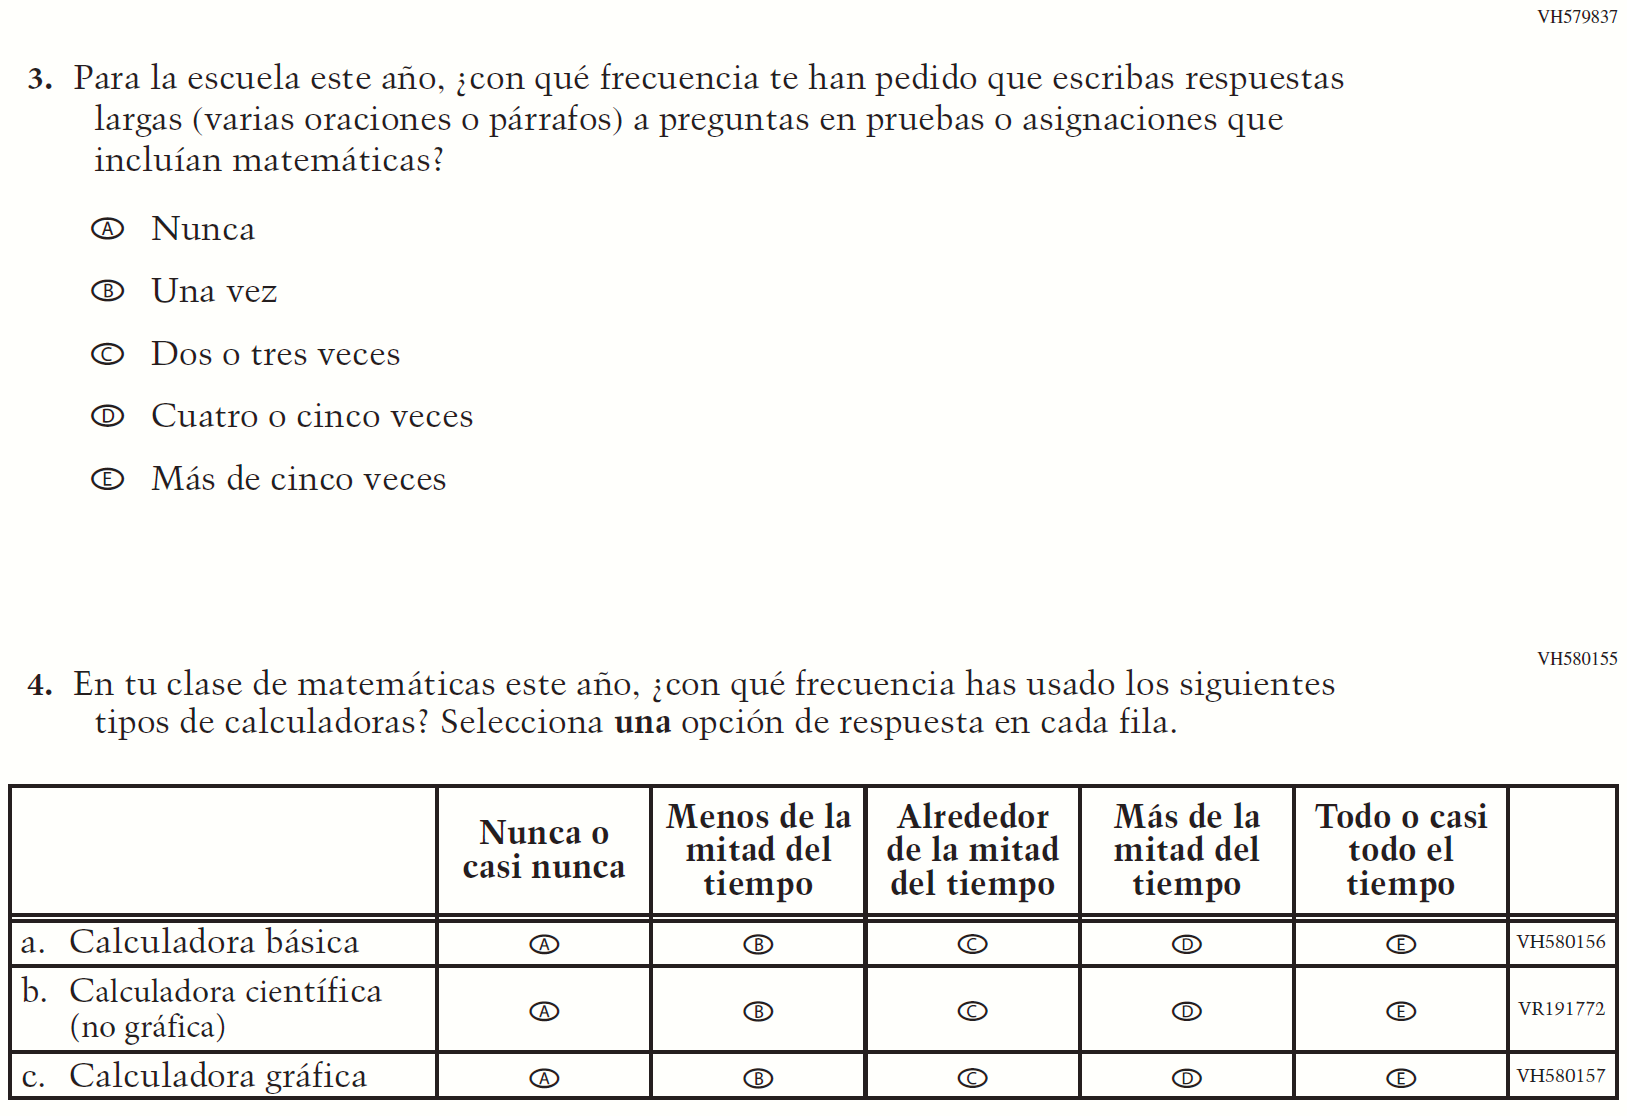 VH579837
3. Para la escuela este año, ¿con qué frecuencia te han pedido que escribas respuestas
largas (varias oraciones o párrafos) a preguntas en pruebas o asignaciones que
incluían matemáticas?
A Nunca
B Una vez
C Dos o tres veces
D Cuatro o cinco veces
E Más de cinco veces
VH580155
4. En tu clase de matemáticas este año, ¿con qué frecuencia has usado los siguientes
tipos de calculadoras? Selecciona una opción de respuesta en cada fila.
Nunca o
casi nunca
Menos de la
mitad del
tiempo
Alrededor
de la mitad
del tiempo
Más de la
mitad del
tiempo
Todo o casi
todo el
tiempo
a. Calculadora básica A B C D E VH580156
b. Calculadora científica
(no gráfica) A B C D E VR191772
c. Calculadora gráfica A B C D E VH580157